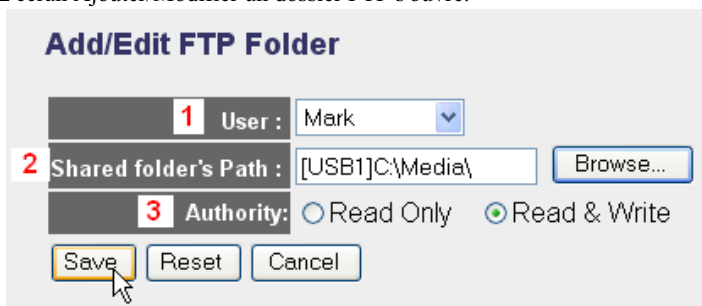 Add/Edit FTP Folder
1 User : Mark
2 Shared folder's Path : [USB1]C:\Media\ Browse...
3 Authority: Read Only Read & Write
Save Reset Cancel